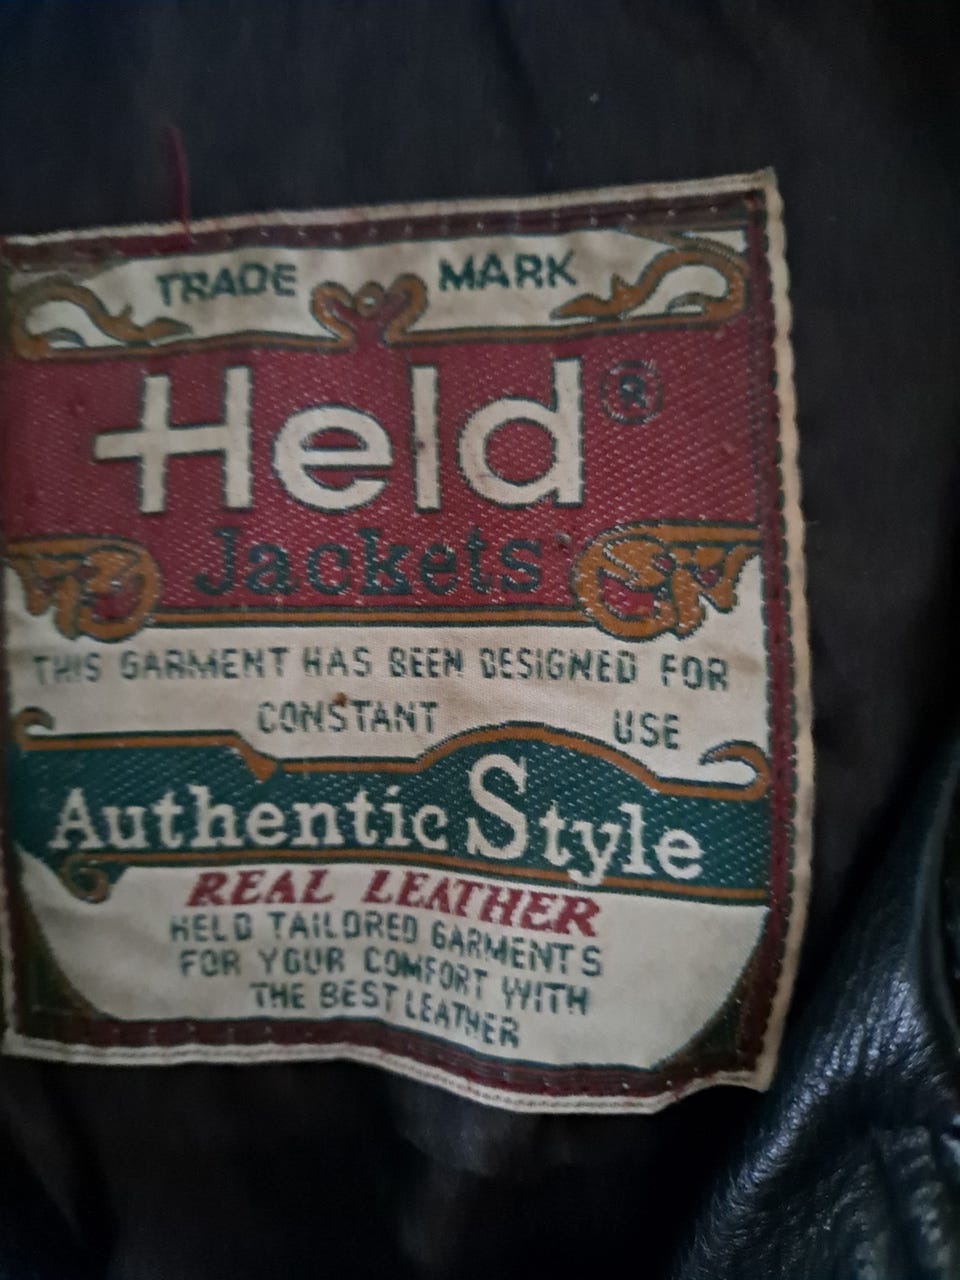 TRADE MARK
Held®
Jackets
THIS GARMENT HAS BEEN DESIGNED FOR
CONSTANT USE
Authentic Style
REAL LEATHER
HELD TAILORED GARMENTS
FOR YOUR COMFORT WITH
THE BEST LEATHER